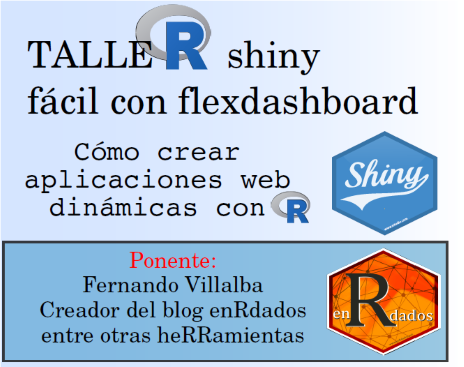 TALLER shiny
fácil con flexdashboard
Cómo crear
aplicaciones web
dinámicas con R
Shiny
Ponente:
Fernando Villalba
Creador del blog enRdados
entre otras heRRamientas
enRdados